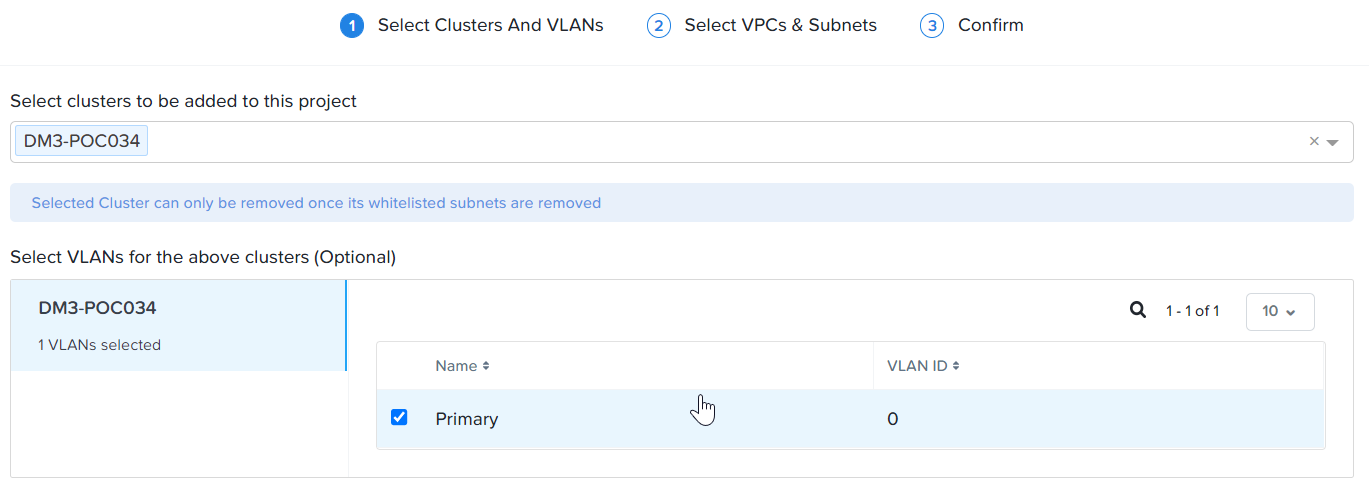 1 Select Clusters And VLANs 2 Select VPCs & Subnets 3 Confirm
Select clusters to be added to this project
DM3-POC034 ×
Selected Cluster can only be removed once its whitelisted subnets are removed
Select VLANs for the above clusters (Optional)
DM3-POC034
1 VLANs selected
1 - 1 of 1 10
Name VLAN ID
Primary 0